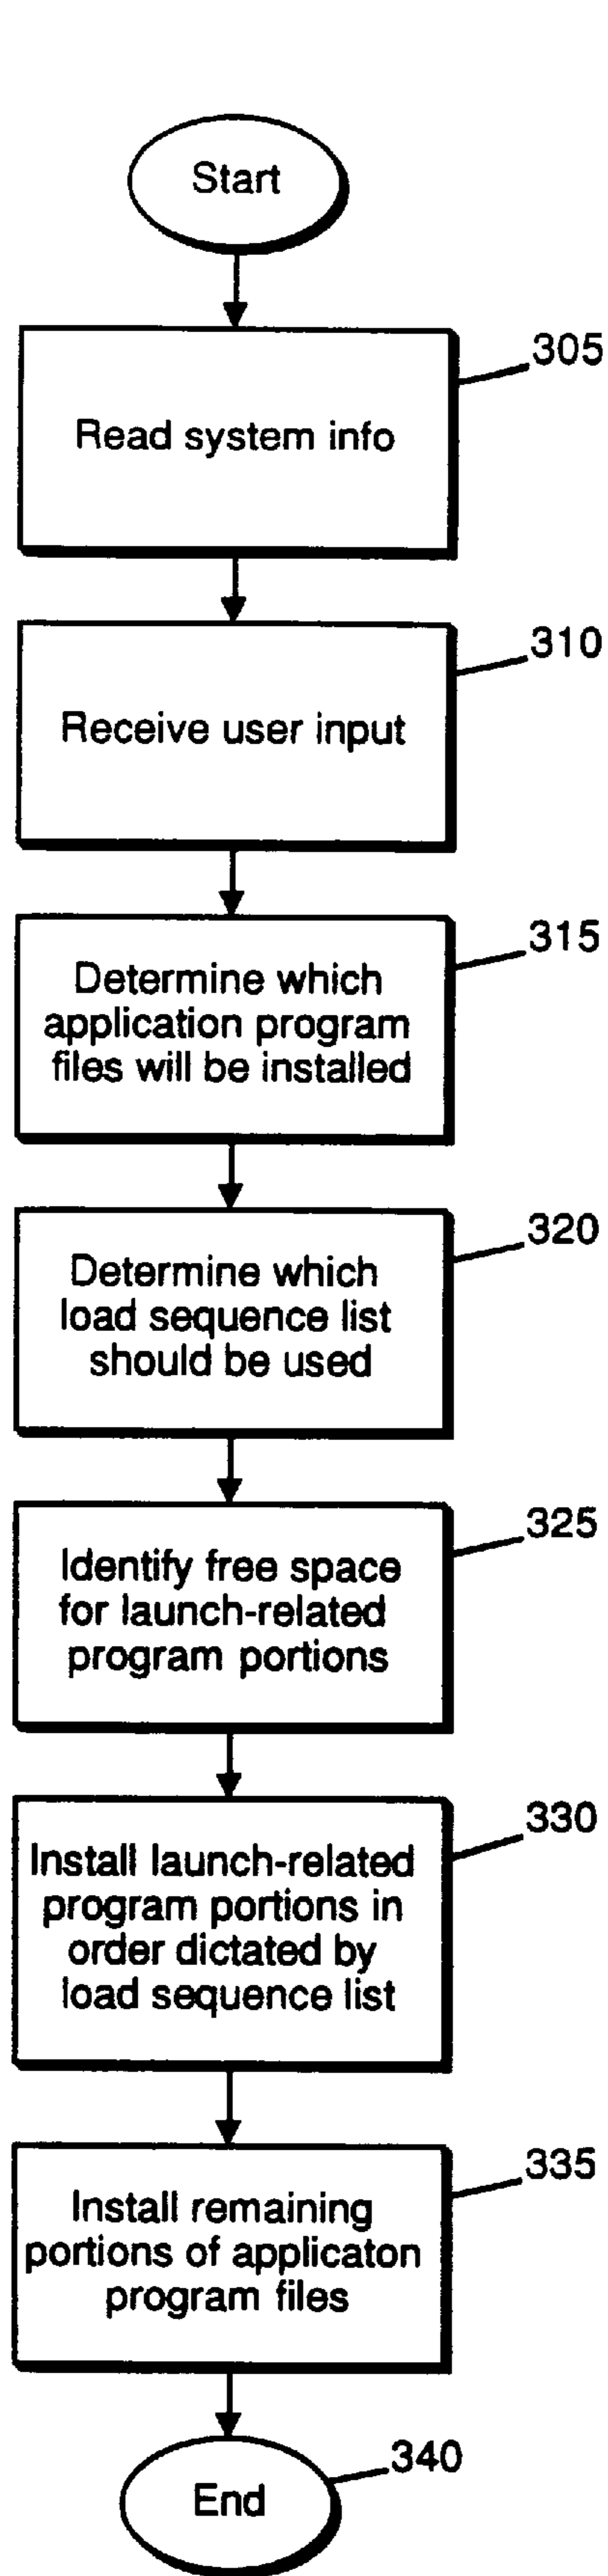 Start
305
Read system info
310
Receive user input
315
Determine which
application program
files will be installed
320
Determine which
load sequence list
should be used
325
Identify free space
for launch-related
program portions
330
Install launch-related
program portions in
order dictated by
load sequence list
335
Install remaining
portions of applicaton
program files
340
End